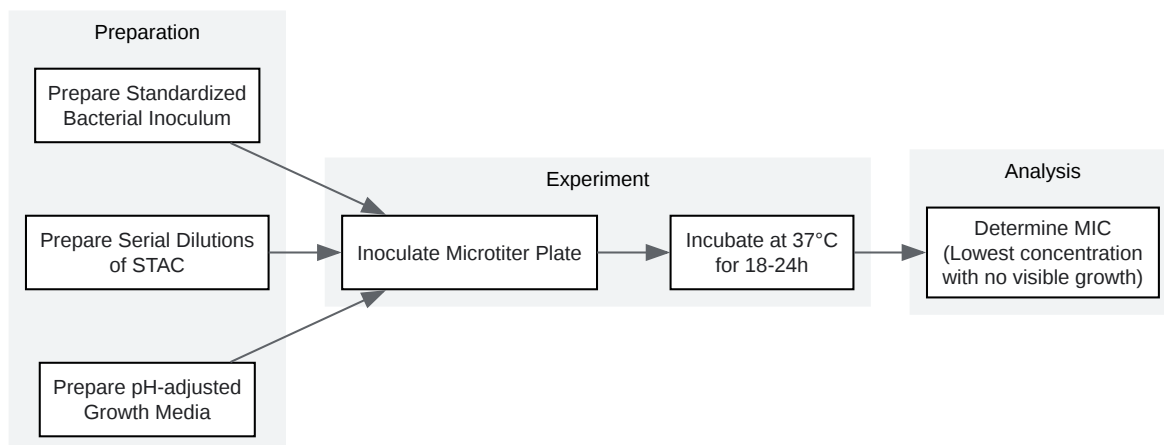 Preparation
Prepare Standardized
Bacterial Inoculum
Prepare Serial Dilutions
of STAC
Prepare pH-adjusted
Growth Media
Experiment
Inoculate Microtiter Plate
Incubate at 37°C
for 18-24h
Analysis
Determine MIC
(Lowest concentration
with no visible growth)